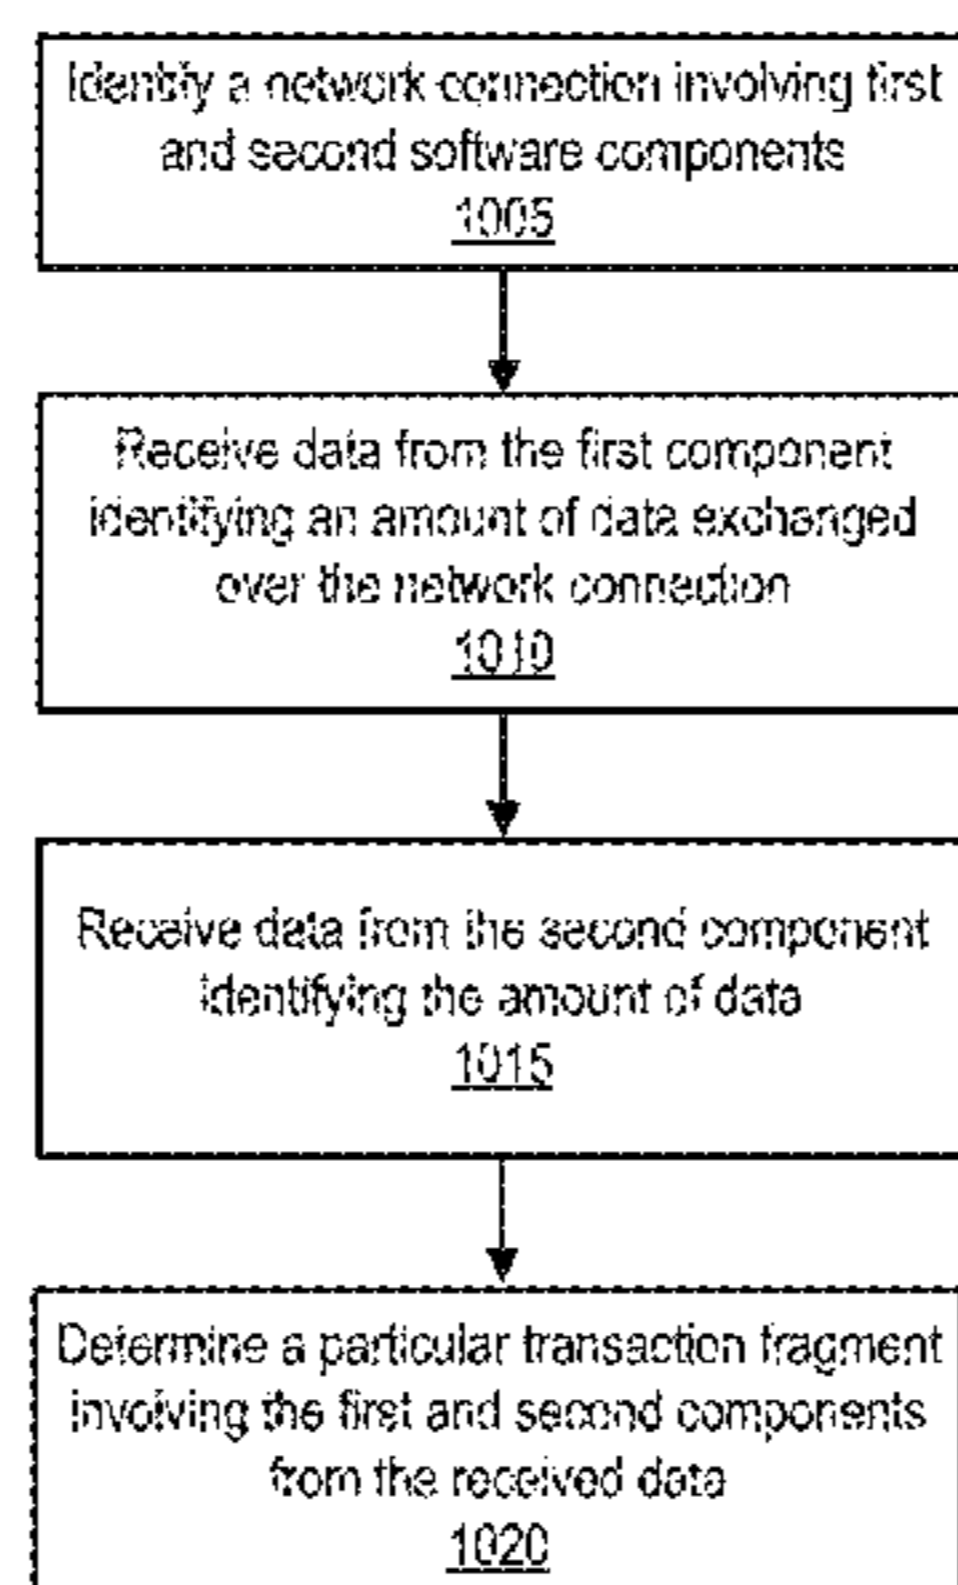 Identify a network connection involving first
and second software components
1005
Receive data from the first component
identifying an amount of data exchanged
over the network connection
1010
Receive data from the second component
identifying the amount of data
1015
Determine a particular transaction fragment
involving the first and second components
from the received data
1020